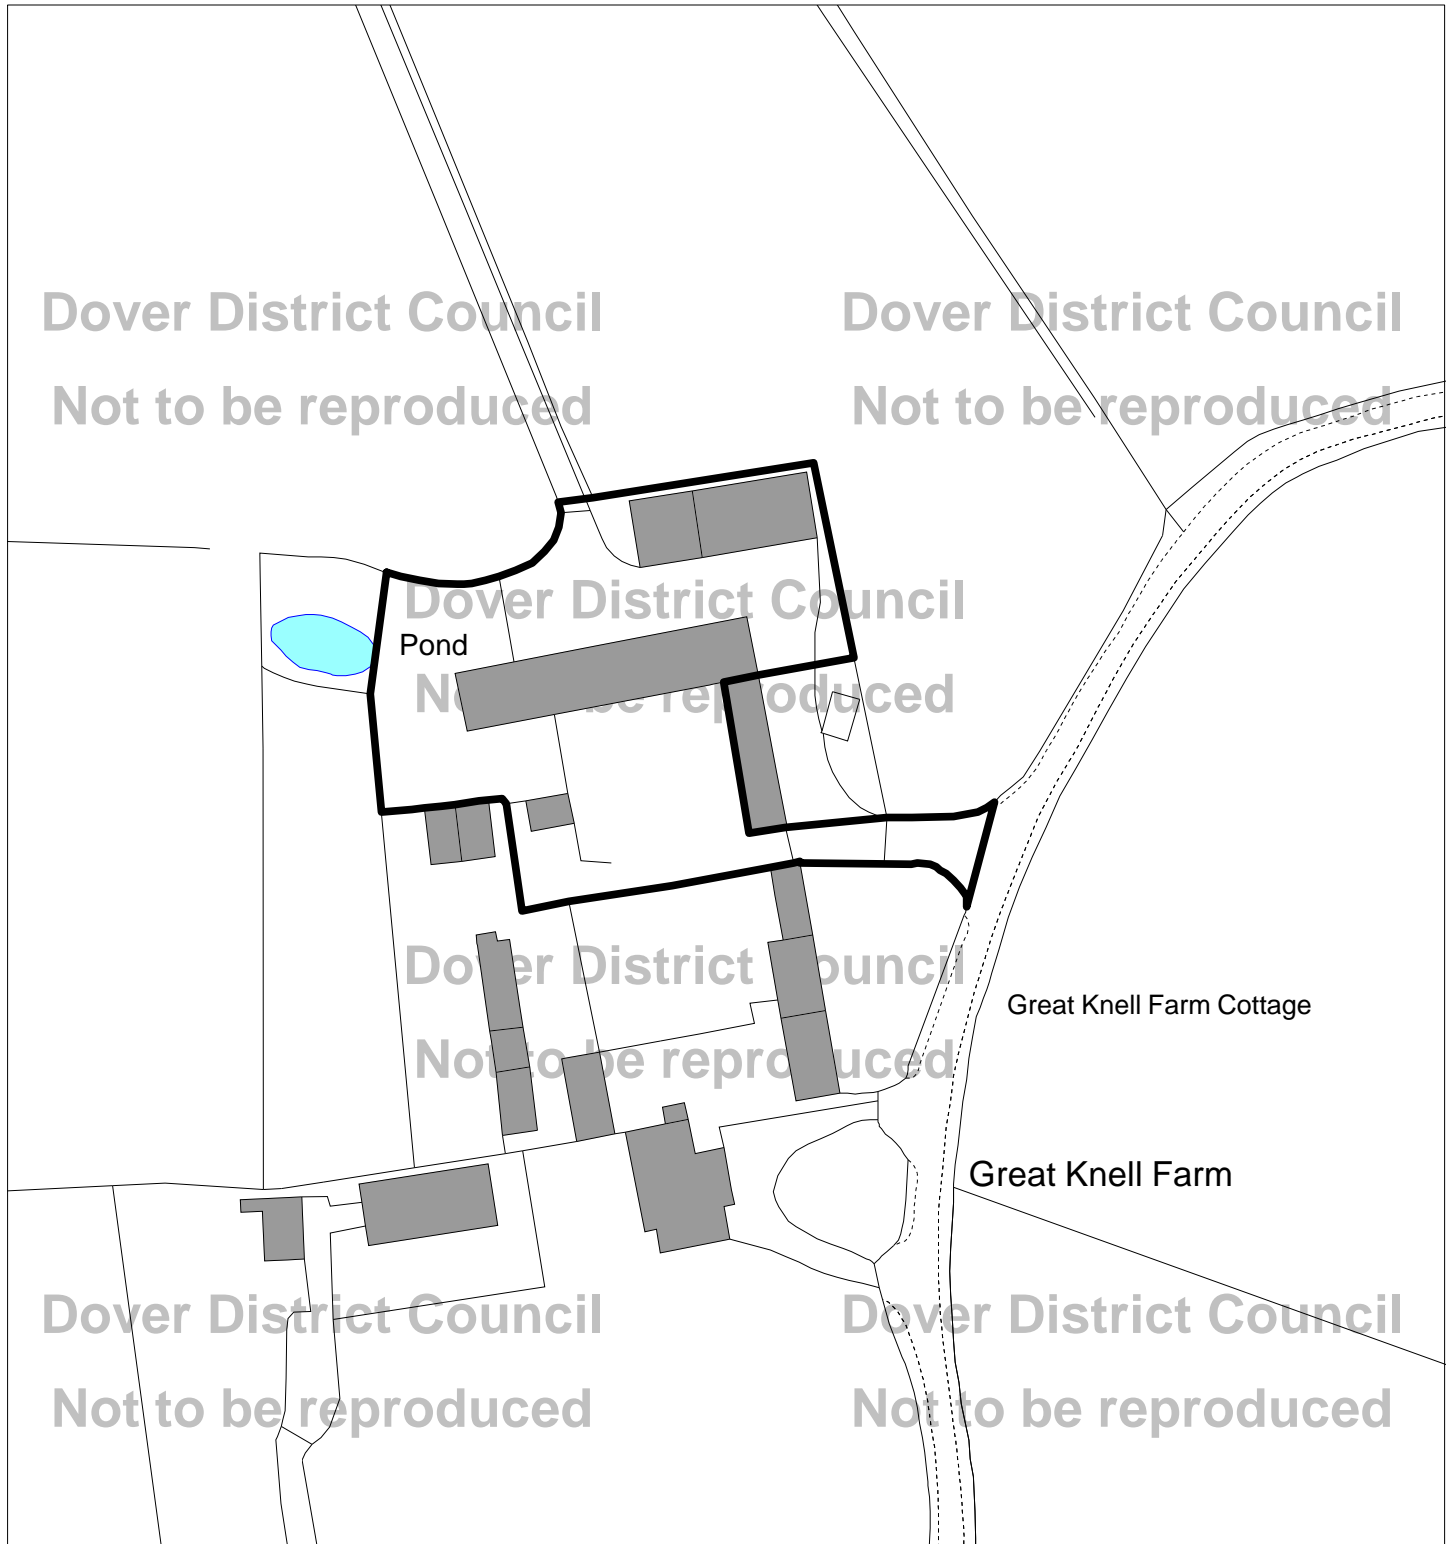 Dover District Council
Dover District Council
Not to be reproduced
Not to be reproduced
Dover District Council
Pond
Not to be reproduced
Dover District Council
Great Knell Farm Cottage
Not to be reproduced
Great Knell Farm
Dover District Council
Dover District Council
Not to be reproduced
Not to be reproduced